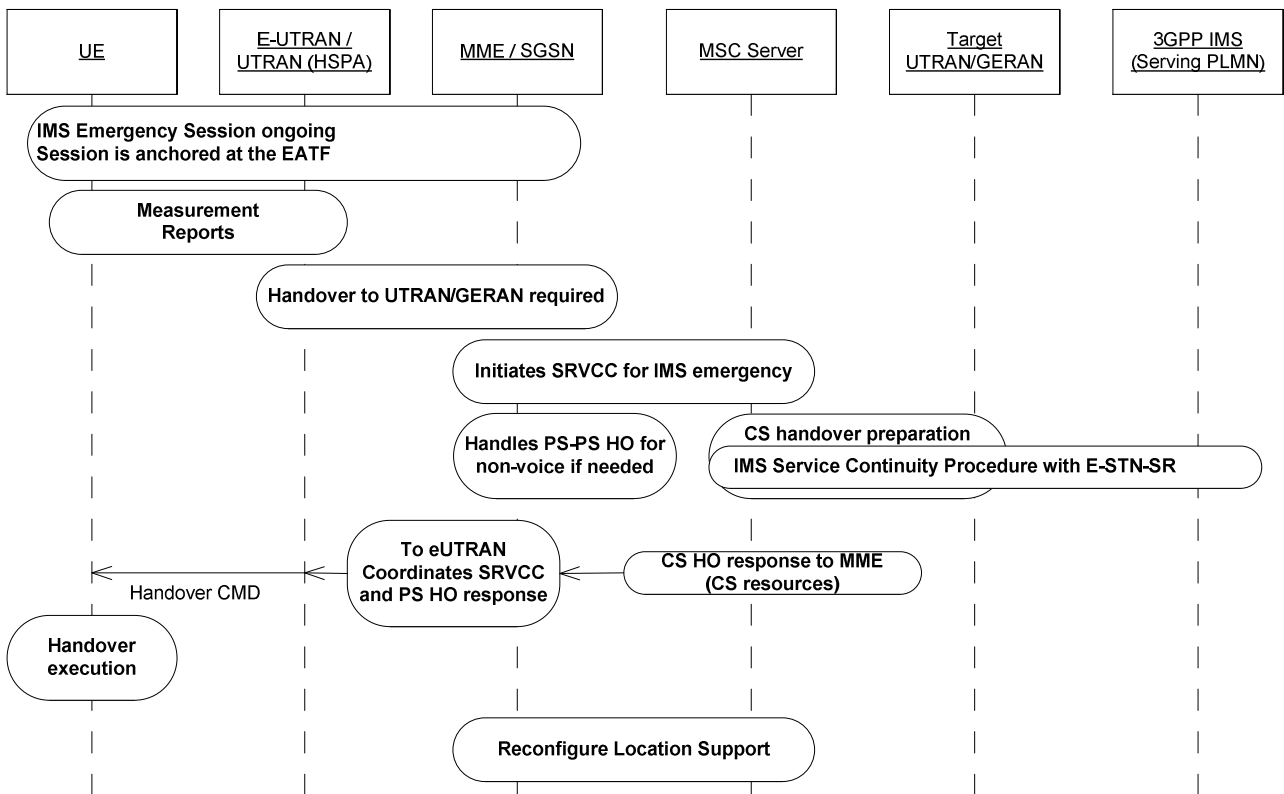 UE
E-UTRAN /
UTRAN (HSPA)
MME / SGSN
MSC Server
Target
UTRAN/GERAN
3GPP IMS
(Serving PLMN)
IMS Emergency Session ongoing
Session is anchored at the EATF
Measurement
Reports
Handover to UTRAN/GERAN required
Initiates SRVCC for IMS emergency
Handles PS-PS HO for
non-voice if needed
CS handover preparation
IMS Service Continuity Procedure with E-STN-SR
To eUTRAN
Coordinates SRVCC
and PS HO response
CS HO response to MME
(CS resources)
Handover CMD
Handover
execution
Reconfigure Location Support